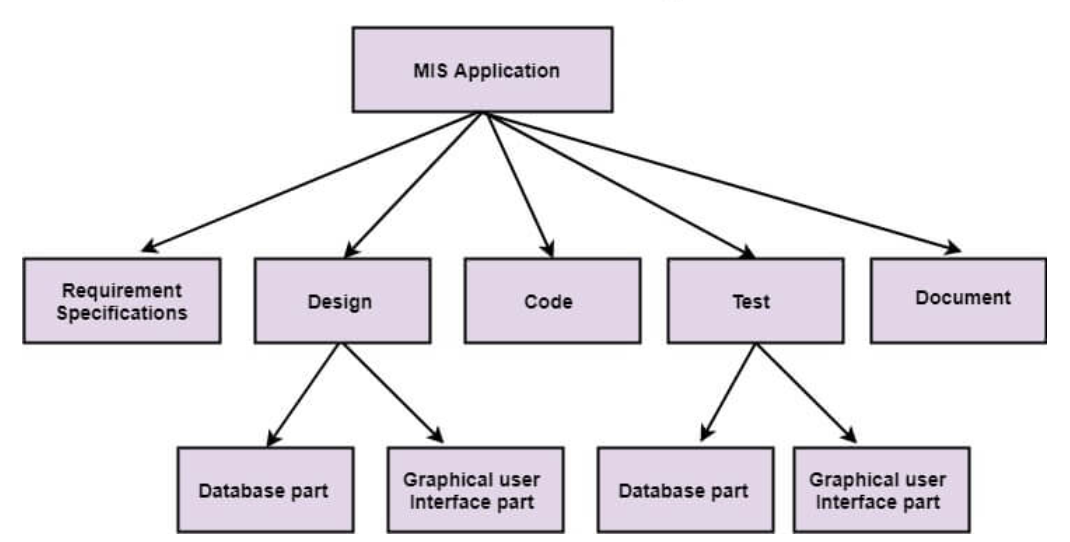 MIS Application
Requirement
Specifications
Design
Code
Test
Document
Database part
Graphical user
Interface part
Database part
Graphical user
Interface part